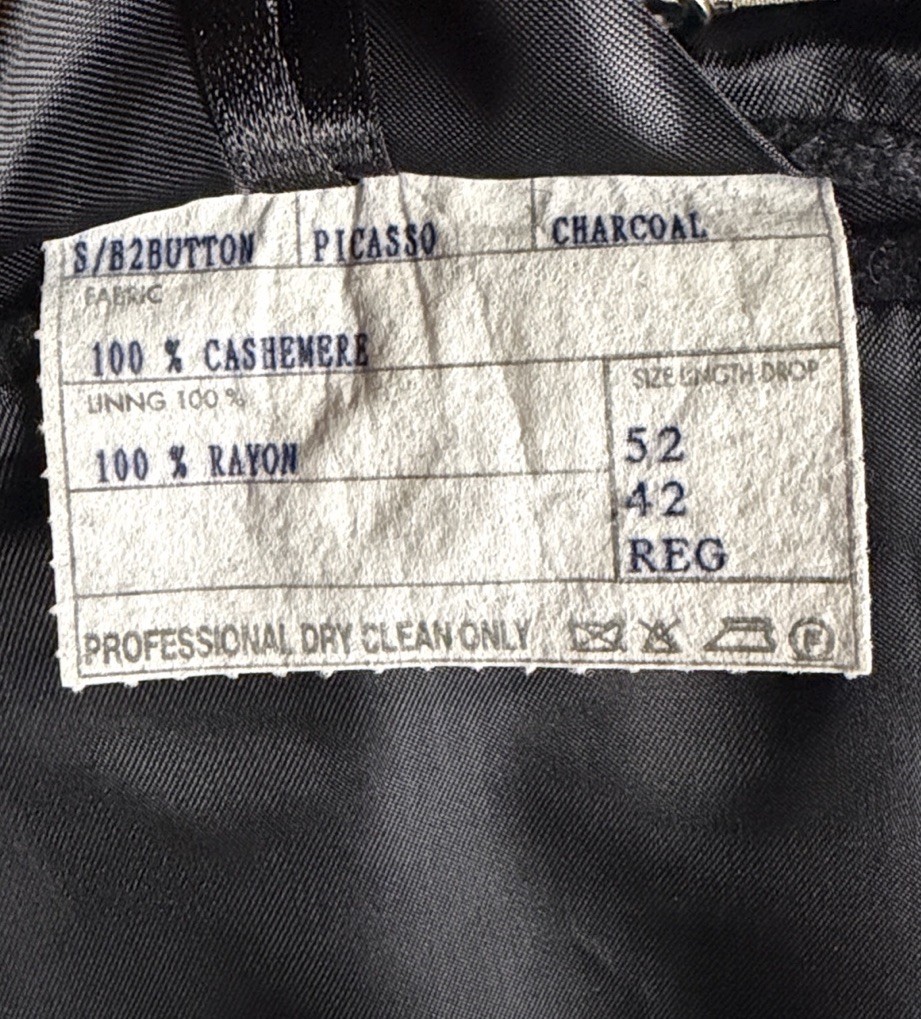 S/B2BUTTON PICASSO CHARCOAL
FABRIC
100 % CASHEMERE
LINNG 100 %
100 % RAYON
SIZE LENGTH DROP
52
42
REG
PROFESSIONAL DRY CLEAN ONLY F